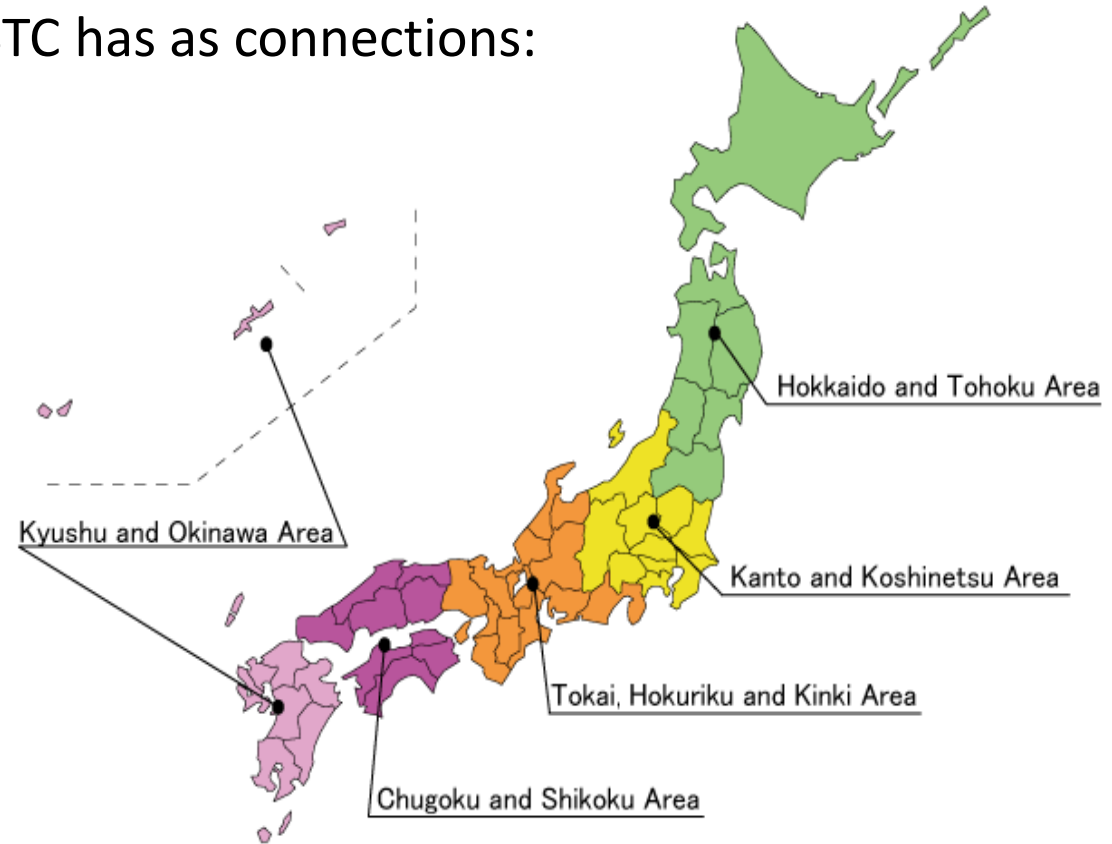 TC has as connections:
Hokkaido and Tohoku Area
Kyushu and Okinawa Area
Kanto and Koshinetsu Area
Tokai, Hokuriku and Kinki Area
Chugoku and Shikoku Area